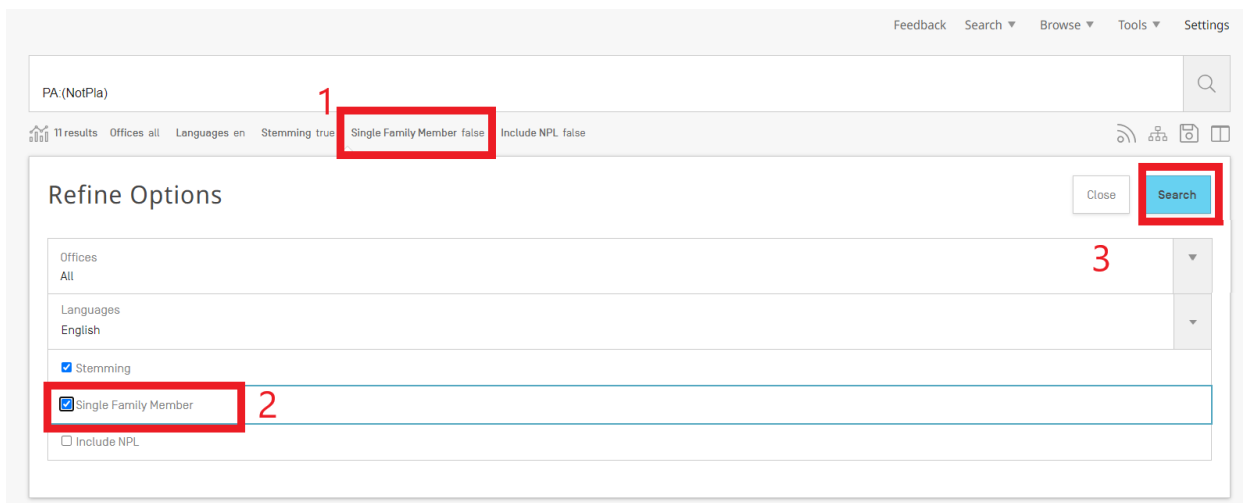 Feedback Search ▼ Browse ▼ Tools ▼ Settings
PA:(NotPla)
1
11 results Offices all Languages en Stemming true Single Family Member false Include NPL false
Refine Options
Close
Search
3
Offices
All
Languages
English
Stemming
Single Family Member
2
Include NPL